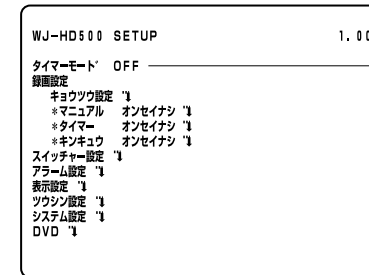 WJ-HD500 SETUP 1.00
タイマーモード OFF
録画設定
キョウツウ設定
*マニュアル オンセイナシ
*タイマー オンセイナシ
*キンキュウ オンセイナシ
スイッチャー設定
アラーム設定
表示設定
ツウシン設定
システム設定
DVD